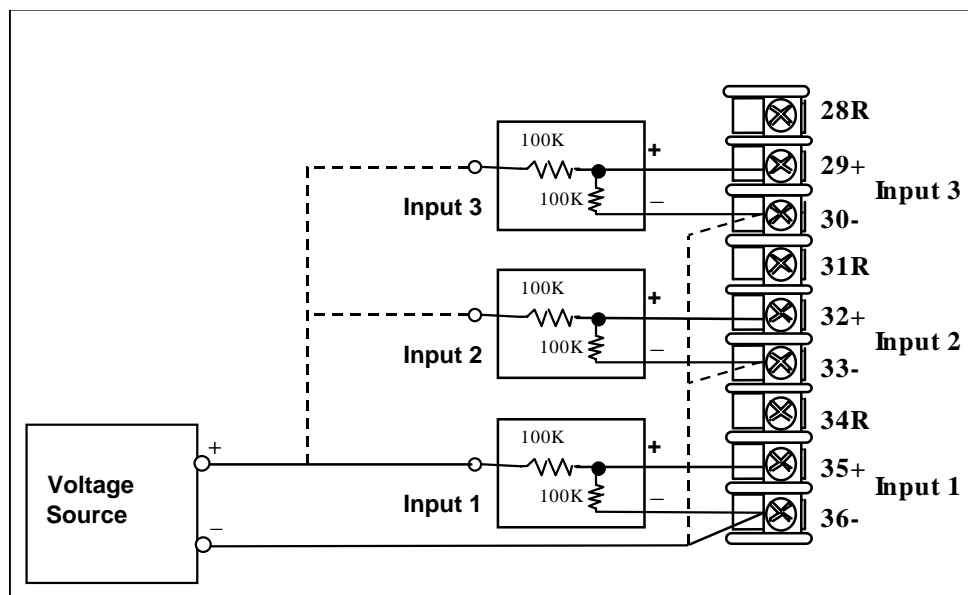 28R
100K
+
29+
Input 3
100K
Input 3
–
30-
31R
100K
+
32+
Input 2
100K
Input 2
–
33-
34R
100K
+
+
35+
Voltage
Source
Input 1
100K
–
Input 1
–
36-